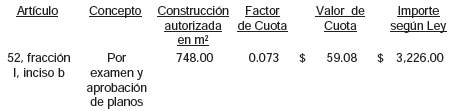 Artículo Concepto Construcción autorizada en m² Factor de Cuota Valor de Cuota Importe según Ley
52, fracción I, inciso b Por examen y aprobación de planos 748.00 0.073 $ 59.08 $ 3,226.00